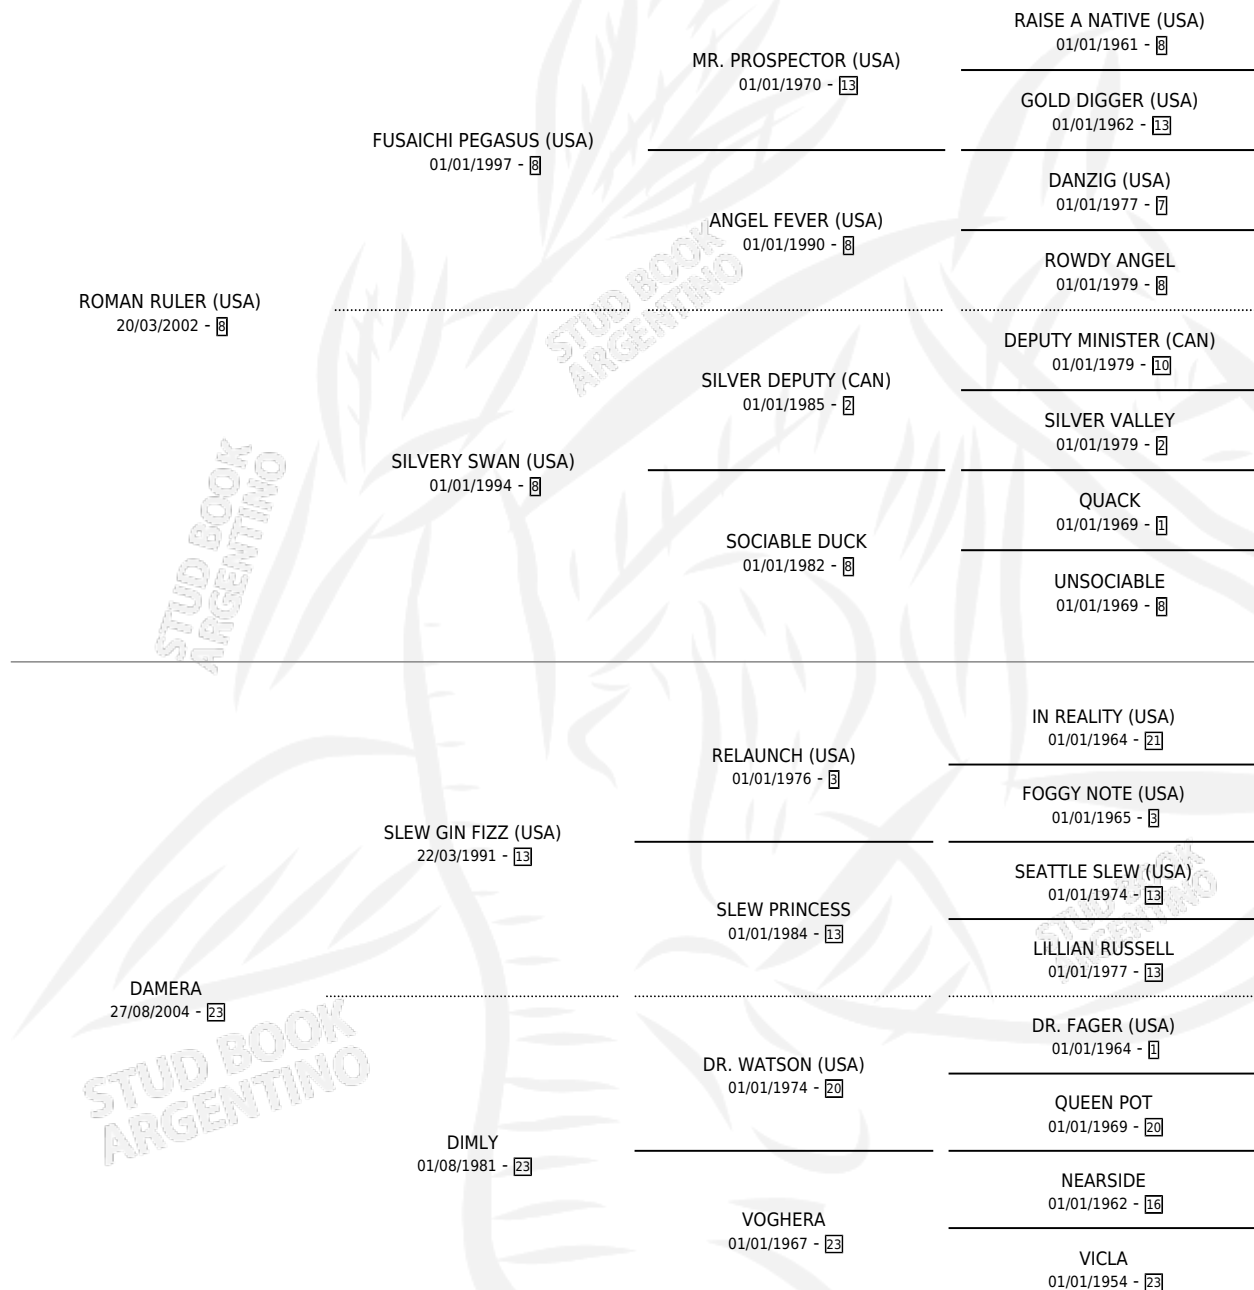 RAISE A NATIVE (USA)
01/01/1961 - 8
MR. PROSPECTOR (USA)
01/01/1970 - 13
GOLD DIGGER (USA)
01/01/1962 - 13
FUSAICHI PEGASUS (USA)
01/01/1997 - 8
DANZIG (USA)
01/01/1977 - 7
ANGEL FEVER (USA)
01/01/1990 - 8
ROWDY ANGEL
01/01/1979 - 8
ROMAN RULER (USA)
20/03/2002 - 8
DEPUTY MINISTER (CAN)
01/01/1979 - 10
SILVER DEPUTY (CAN)
01/01/1985 - 2
SILVER VALLEY
01/01/1979 - 2
SILVERY SWAN (USA)
01/01/1994 - 8
QUACK
01/01/1969 - 1
SOCIABLE DUCK
01/01/1982 - 8
UNSOCIABLE
01/01/1969 - 8
IN REALITY (USA)
01/01/1964 - 21
RELAUNCH (USA)
01/01/1976 - 3
FOGGY NOTE (USA)
01/01/1965 - 3
SLEW GIN FIZZ (USA)
22/03/1991 - 13
SEATTLE SLEW (USA)
01/01/1974 - 13
SLEW PRINCESS
01/01/1984 - 13
LILLIAN RUSSELL
01/01/1977 - 13
DAMERA
27/08/2004 - 23
DR. FAGER (USA)
01/01/1964 - 1
DR. WATSON (USA)
01/01/1974 - 20
QUEEN POT
01/01/1969 - 20
DIMLY
01/08/1981 - 23
NEARSIDE
01/01/1962 - 16
VOGHERA
01/01/1967 - 23
VICLA
01/01/1954 - 23
STUD BOOK
ARGENTINO
STUD BOOK
ARGENTINO
STUD BOOK
ARGENTINO
STUD BOOK
ARGENTINO